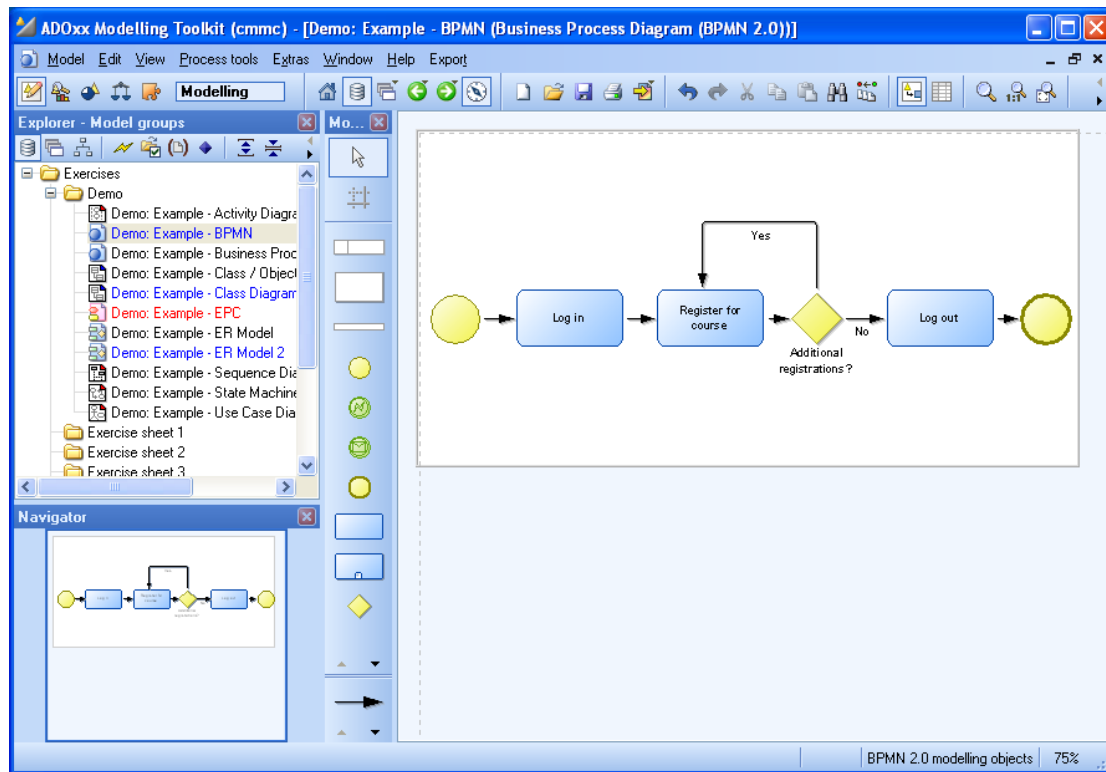 ADOxx Modelling Toolkit (cmmc) - [Demo: Example - BPMN (Business Process Diagram (BPMN 2.0))]
Model Edit View Process tools Extras Window Help Export
Modelling
1:1
Explorer - Model groups
Mo...
Exercises
Demo
Demo: Example - Activity Diagra
Demo: Example - BPMN
Demo: Example - Business Proc
Demo: Example - Class / Object
Demo: Example - Class Diagram
Demo: Example - EPC
Demo: Example - ER Model
Demo: Example - ER Model 2
Demo: Example - Sequence Dia
Demo: Example - State Machine
Demo: Example - Use Case Dia
Exercise sheet 1
Exercise sheet 2
Exercise sheet 3
Navigator
Yes
Log in
Register for
course
No
Log out
Additional
registrations?
BPMN 2.0 modelling objects
75%